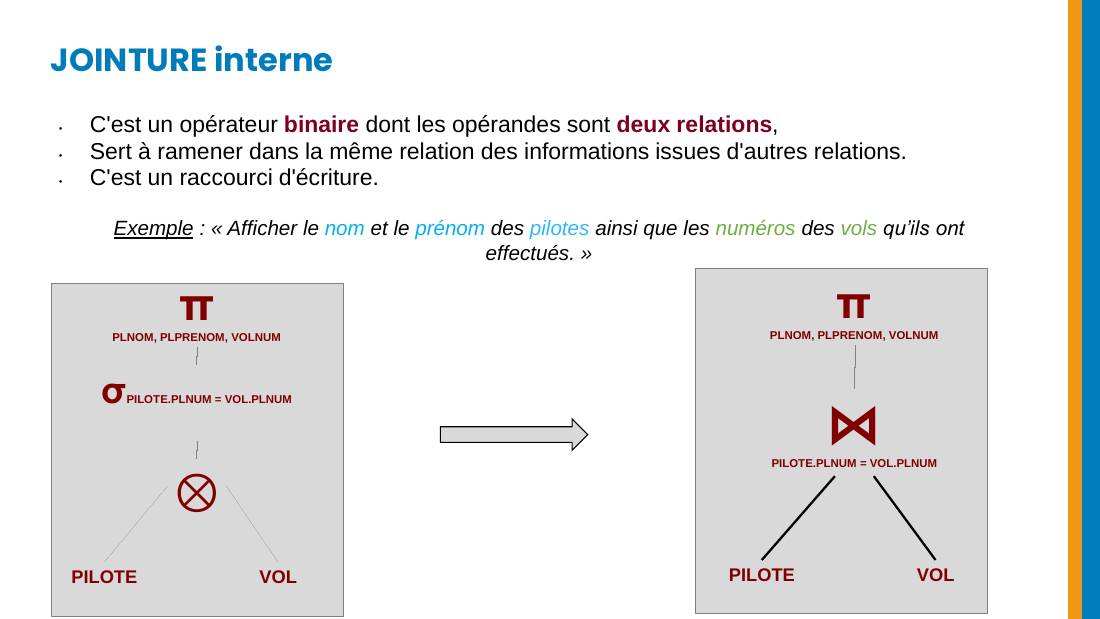 JOINTURE interne
· C'est un opérateur binaire dont les opérandes sont deux relations,
· Sert à ramener dans la même relation des informations issues d'autres relations.
· C'est un raccourci d'écriture.
Exemple : « Afficher le nom et le prénom des pilotes ainsi que les numéros des vols qu’ils ont
effectués. »
π
PLNOM, PLPRENOM, VOLNUM
σ PILOTE.PLNUM = VOL.PLNUM
⊗
PILOTE VOL
π
PLNOM, PLPRENOM, VOLNUM
⋈
PILOTE.PLNUM = VOL.PLNUM
PILOTE VOL